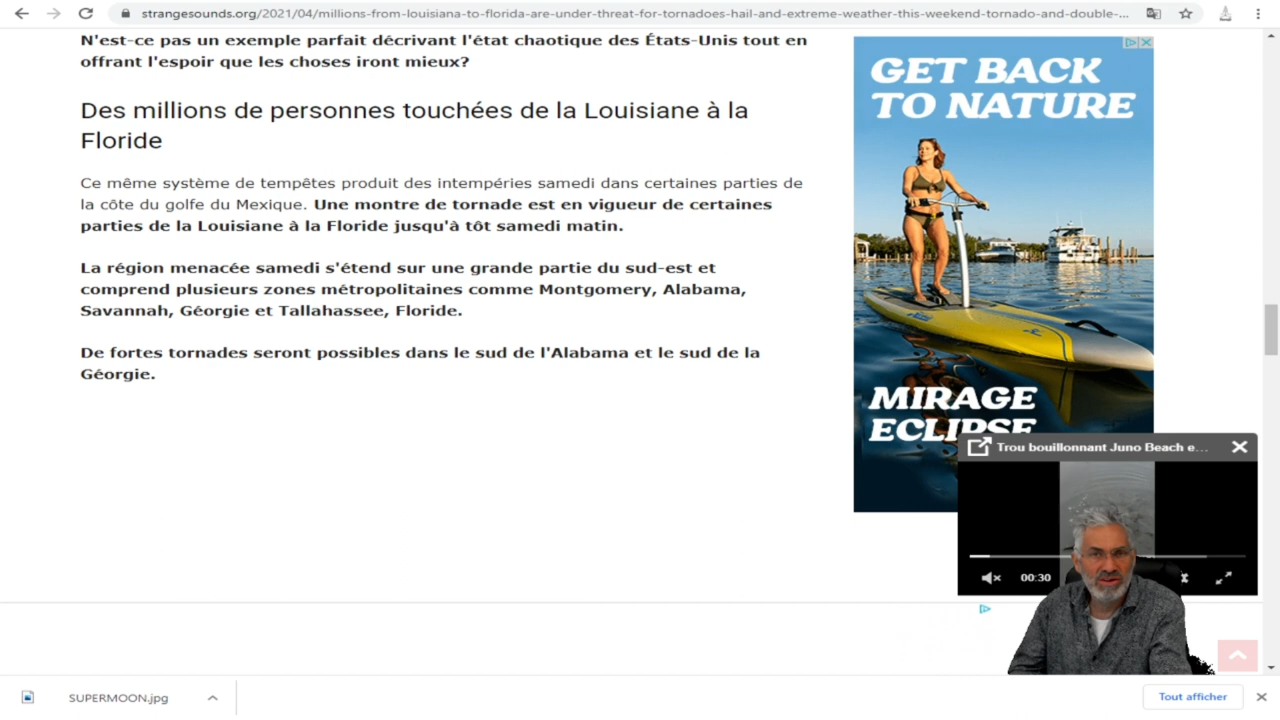 strangesounds.org/2021/04/millions-from-louisiana-to-florida-are-under-threat-for-tornadoes-hail-and-extreme-weather-this-weekend-tornado-and-double-...
N'est-ce pas un exemple parfait décrivant l'état chaotique des États-Unis tout en
offrant l'espoir que les choses iront mieux?
Des millions de personnes touchées de la Louisiane à la
Floride
Ce même système de tempêtes produit des intempéries samedi dans certaines parties de
la côte du golfe du Mexique. Une montre de tornade est en vigueur de certaines
parties de la Louisiane à la Floride jusqu'à tôt samedi matin.
La région menacée samedi s'étend sur une grande partie du sud-est et
comprend plusieurs zones métropolitaines comme Montgomery, Alabama,
Savannah, Géorgie et Tallahassee, Floride.
De fortes tornades seront possibles dans le sud de l'Alabama et le sud de la
Géorgie.
GET BACK
TO NATURE
MIRAGE
ECLIPSE
Trou bouillonnant Juno Beach e...
00:30
SUPERMOON.jpg
Tout afficher